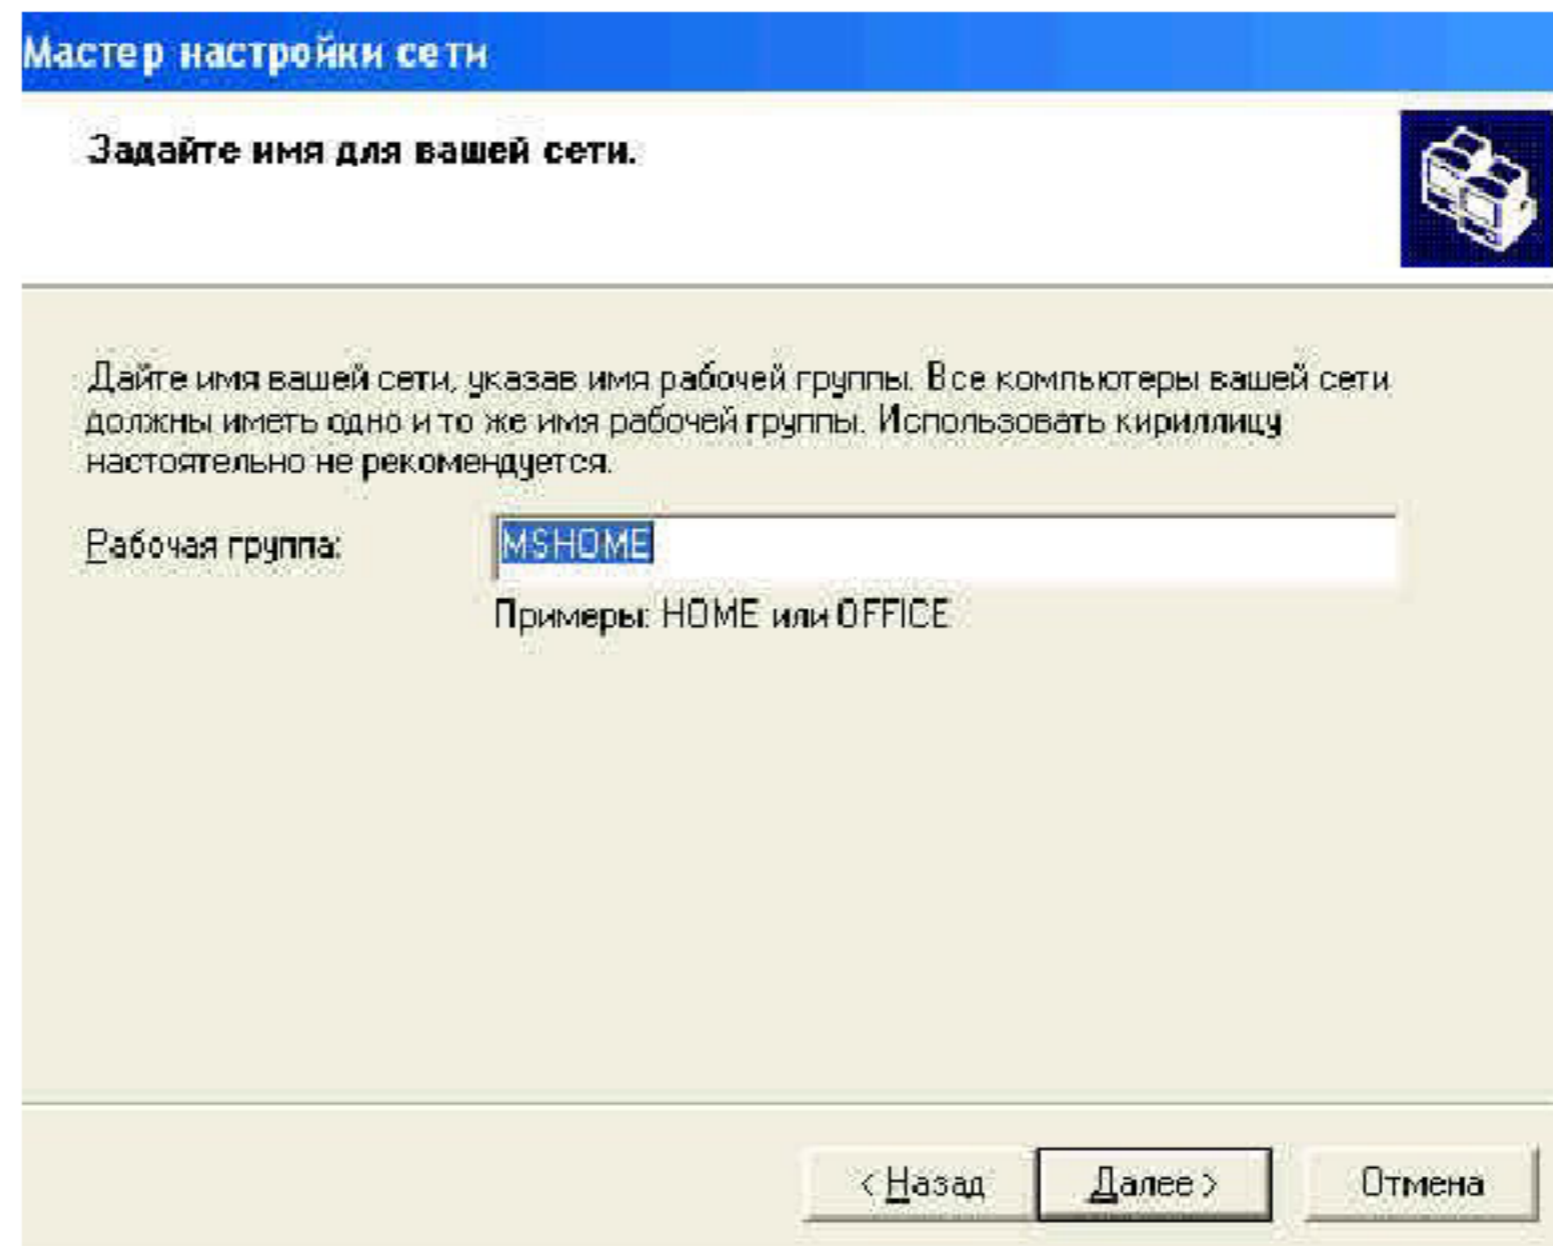 Мастер настройки сети
Задайте имя для вашей сети.
Дайте имя вашей сети, указав имя рабочей группы. Все компьютеры вашей сети
должны иметь одно и то же имя рабочей группы. Использовать кириллицу
настоятельно не рекомендуется.
Рабочая группа: MSHOME
Примеры: HOME или OFFICE
< Назад Далее > Отмена